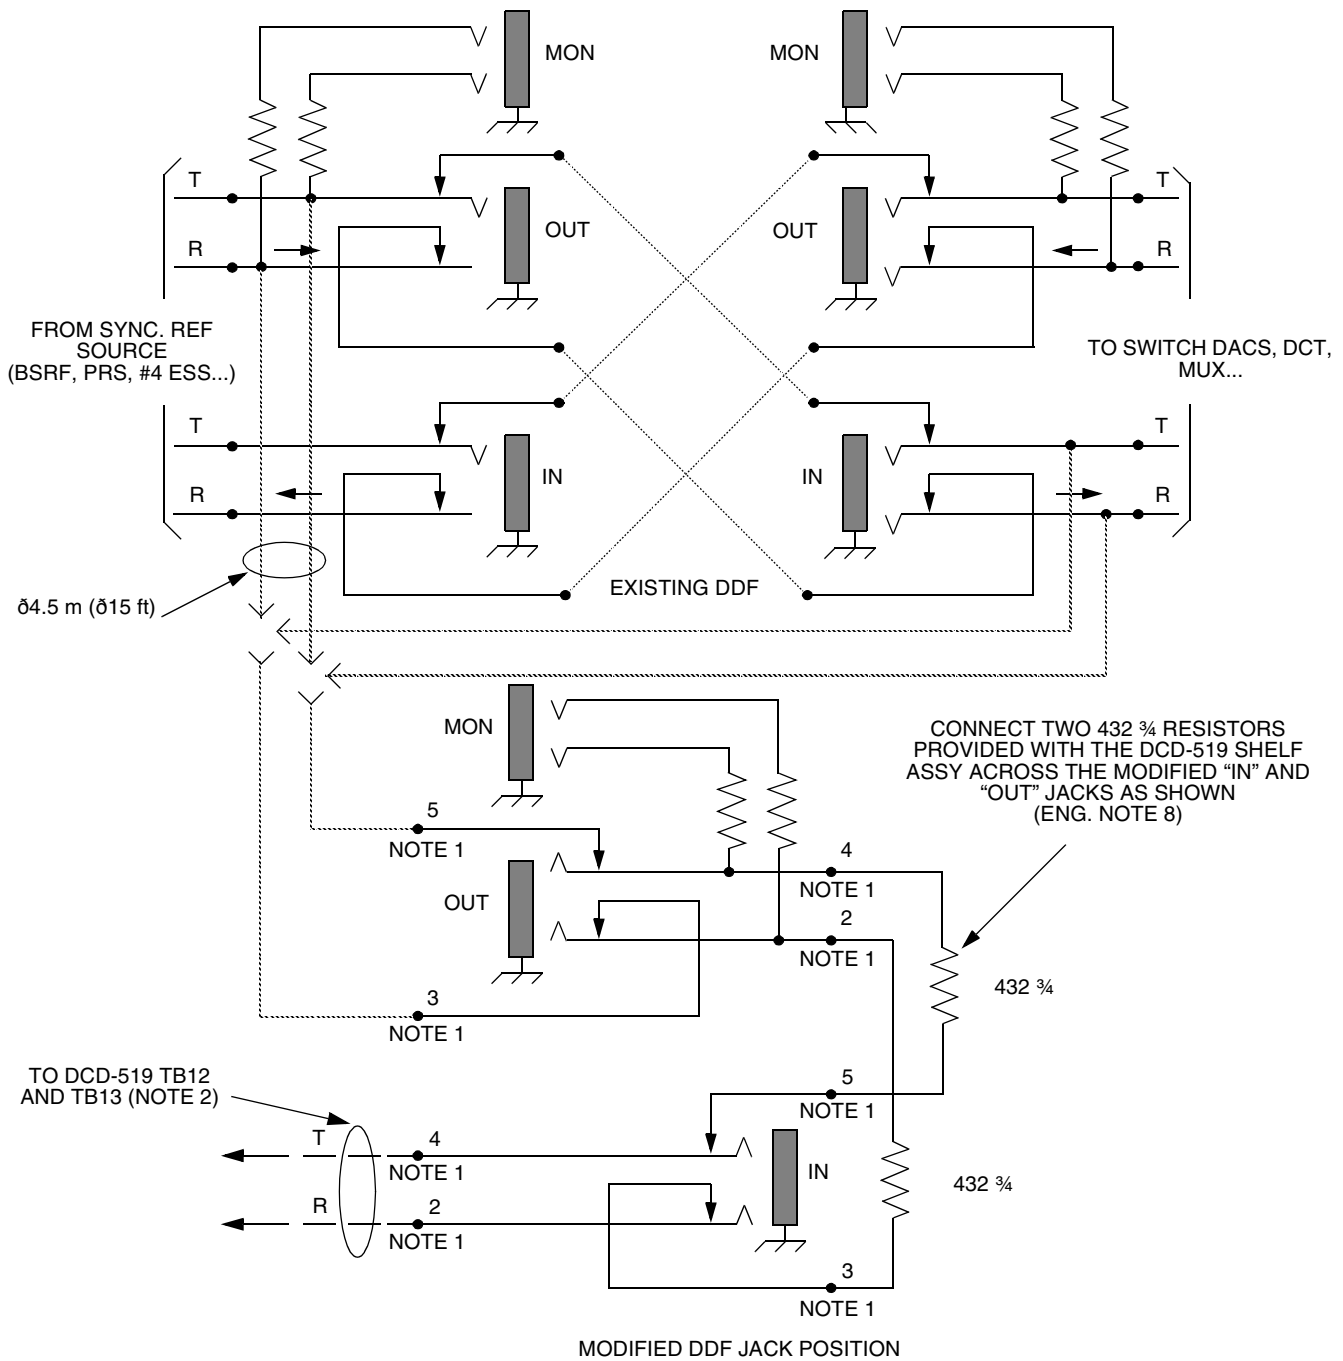 MON
MON
T
OUT
OUT
T
R
R
FROM SYNC. REF
SOURCE
(BSRF, PRS, #4 ESS...)
TO SWITCH DACS, DCT,
MUX...
T
IN
IN
T
R
R
EXISTING DDF
ð4.5 m (ð15 ft)
MON
CONNECT TWO 432 ¾ RESISTORS
PROVIDED WITH THE DCD-519 SHELF
ASSY ACROSS THE MODIFIED “IN” AND
“OUT” JACKS AS SHOWN
(ENG. NOTE 8)
5
NOTE 1
4
NOTE 1
OUT
2
NOTE 1
432 ¾
3
NOTE 1
TO DCD-519 TB12
AND TB13 (NOTE 2)
5
NOTE 1
T
4
NOTE 1
IN
432 ¾
R
2
NOTE 1
3
NOTE 1
MODIFIED DDF JACK POSITION